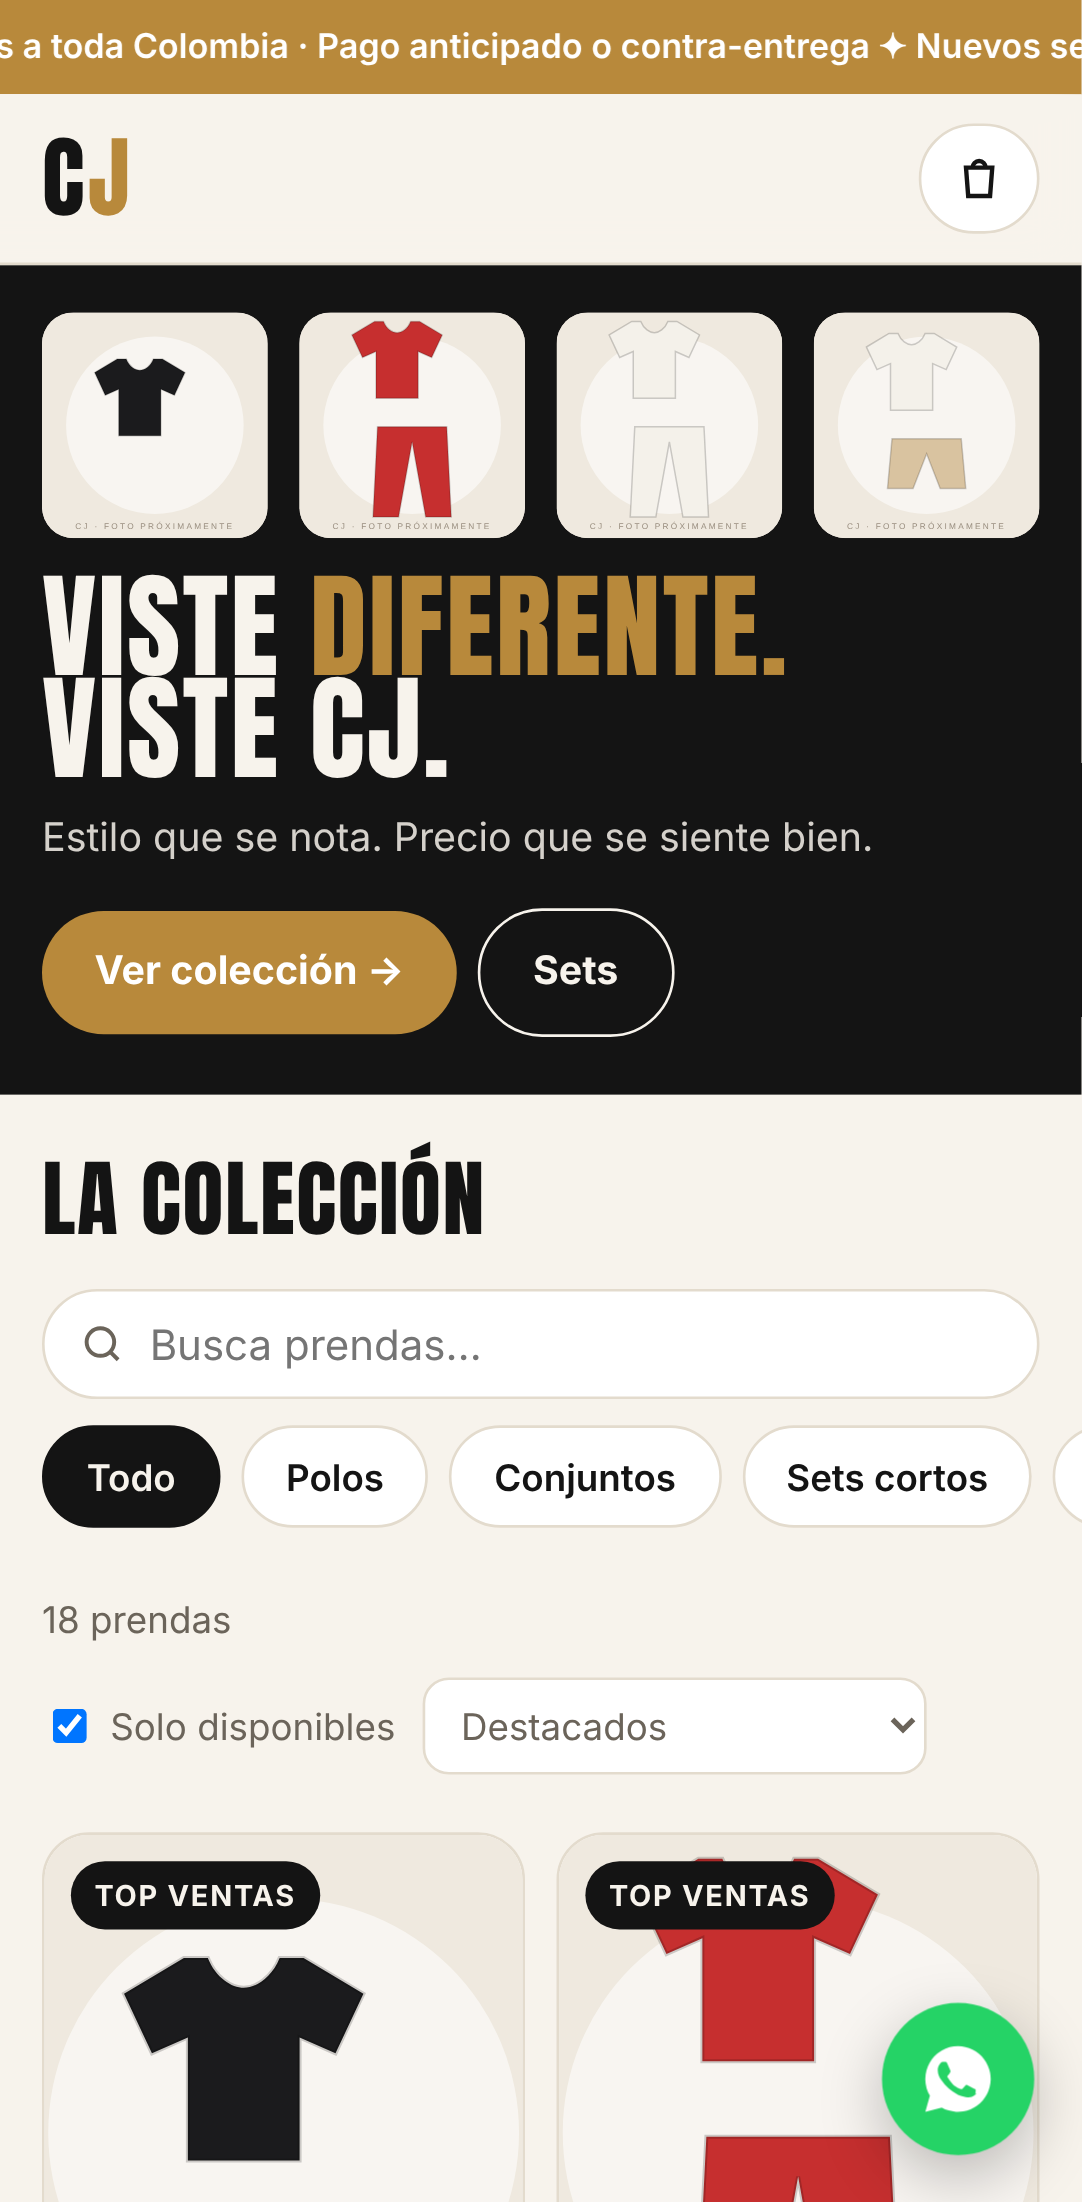 s a toda Colombia · Pago anticipado o contra-entrega ✦ Nuevos se
CJ
CJ · FOTO PRÓXIMAMENTE
CJ · FOTO PRÓXIMAMENTE
CJ · FOTO PRÓXIMAMENTE
CJ · FOTO PRÓXIMAMENTE
VISTE DIFERENTE.
VISTE CJ.
Estilo que se nota. Precio que se siente bien.
Ver colección →
Sets
LA COLECCIÓN
Busca prendas...
Todo
Polos
Conjuntos
Sets cortos
18 prendas
Solo disponibles
Destacados
TOP VENTAS
TOP VENTAS